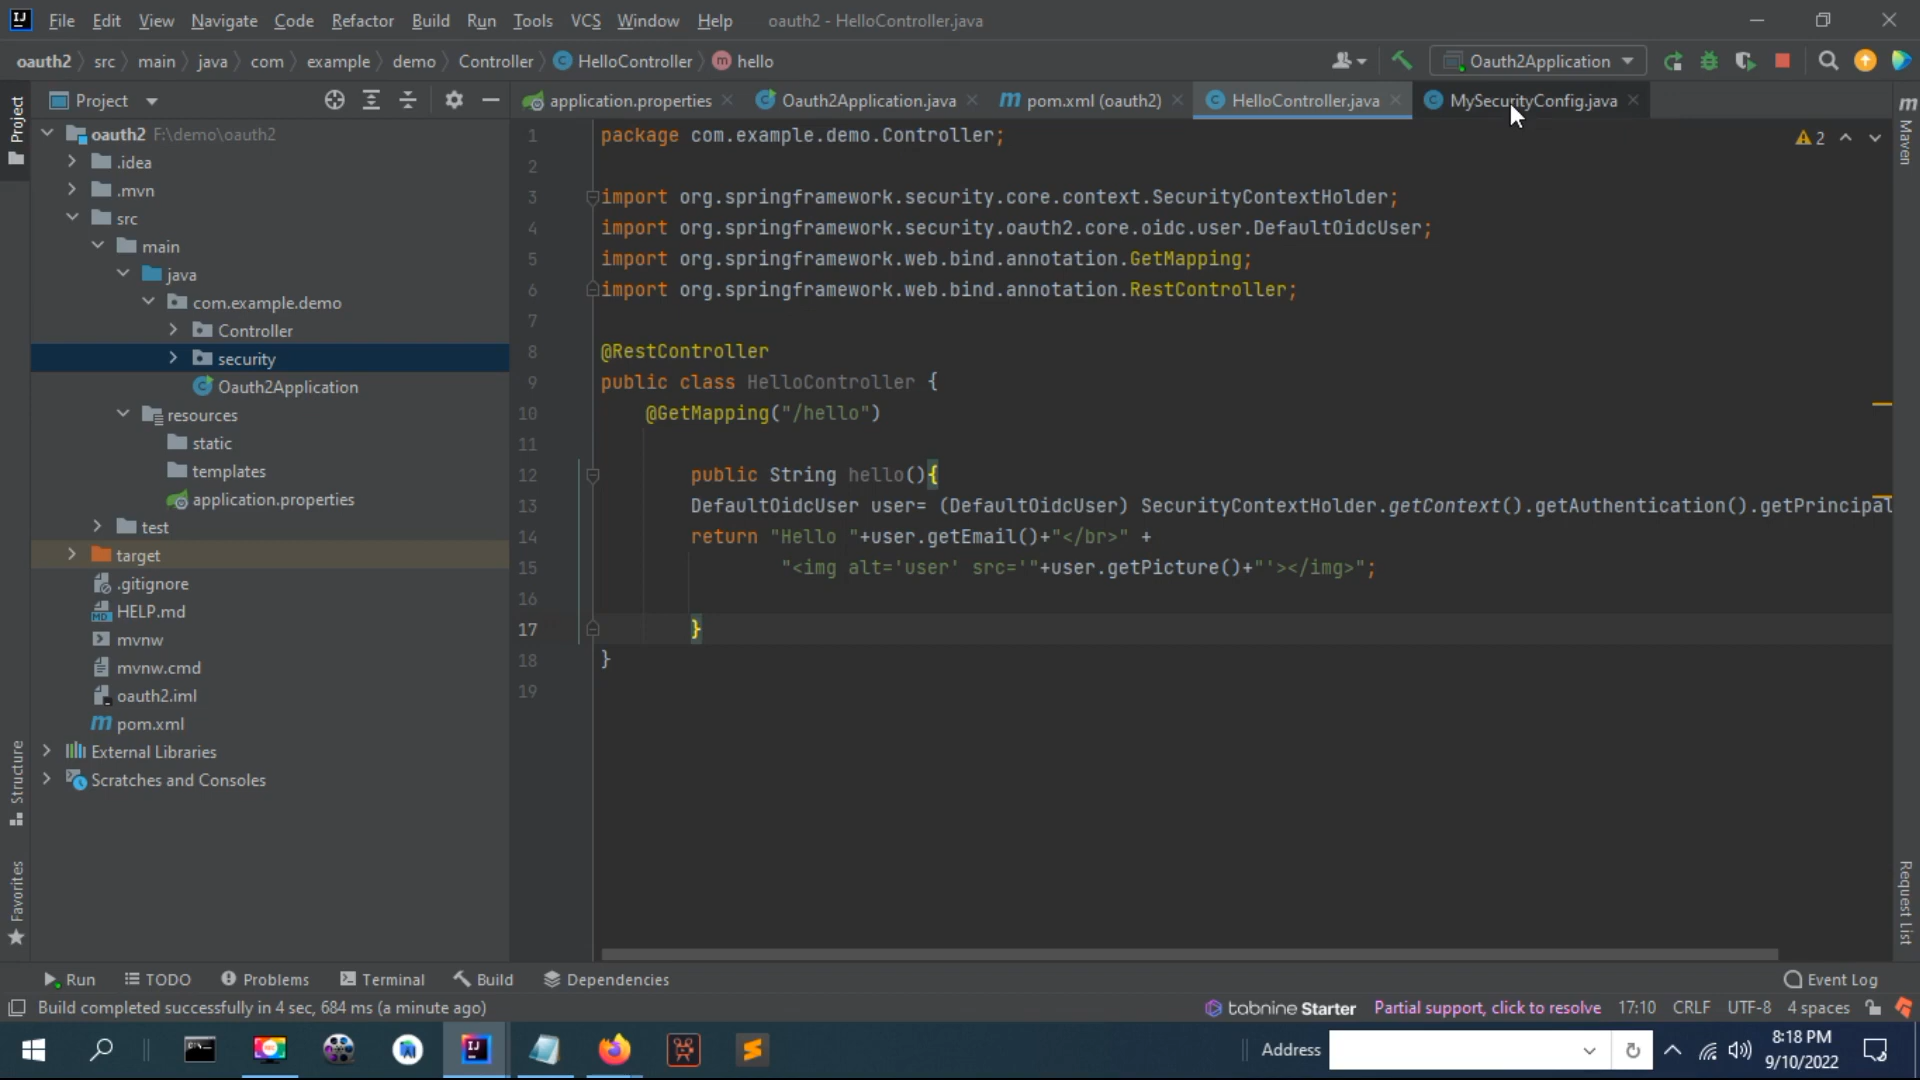 File Edit View Navigate Code Refactor Build Run Tools VCS Window Help oauth2 - HelloController.java
oauth2 src main java com example demo Controller HelloController m hello Oauth2Application
Project
Project
application.properties
Oauth2Application.java
pom.xml (oauth2)
HelloController.java
MySecurityConfig.java
Maven
oauth2 F:\demo\oauth2
.idea
.mvn
src
main
java
com.example.demo
Controller
security
Oauth2Application
resources
static
templates
application.properties
test
target
.gitignore
HELP.md
mvnw
mvnw.cmd
oauth2.iml
pom.xml
External Libraries
Scratches and Consoles
Structure
Favorites
2
1 package com.example.demo.Controller;
2
3 import org.springframework.security.core.context.SecurityContextHolder;
4 import org.springframework.security.oauth2.core.oidc.user.DefaultOidcUser;
5 import org.springframework.web.bind.annotation.GetMapping;
6 import org.springframework.web.bind.annotation.RestController;
7
8 @RestController
9 public class HelloController {
10 @GetMapping("/hello")
11
12 public String hello(){
13 DefaultOidcUser user= (DefaultOidcUser) SecurityContextHolder.getContext().getAuthentication().getPrincipal
14 return "Hello "+user.getEmail()+"</br>" +
15 "<img alt='user' src='"+user.getPicture()+"'></img>";
16
17 }
18 }
19
Request List
Run TODO Problems Terminal Build Dependencies Event Log
Build completed successfully in 4 sec, 684 ms (a minute ago) tabnine Starter Partial support, click to resolve 17:10 CRLF UTF-8 4 spaces
Address
8:18 PM
9/10/2022